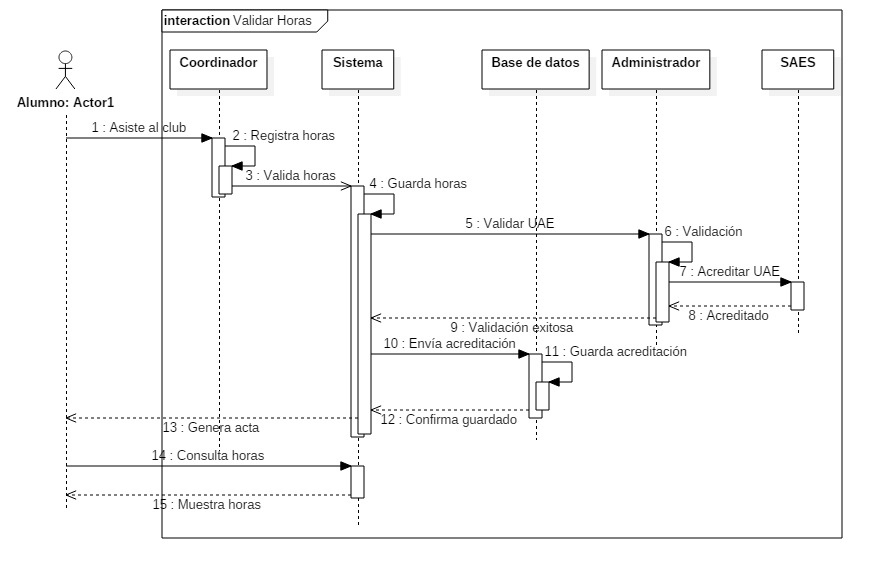 interaction Validar Horas
Coordinador
Sistema
Base de datos
Administrador
SAES
Alumno: Actor1
1 : Asiste al club
2 : Registra horas
3 : Valida horas
4 : Guarda horas
5 : Validar UAE
6 : Validación
7 : Acreditar UAE
8 : Acreditado
9 : Validación exitosa
10 : Envía acreditación
11 : Guarda acreditación
12 : Confirma guardado
13 : Genera acta
14 : Consulta horas
15 : Muestra horas